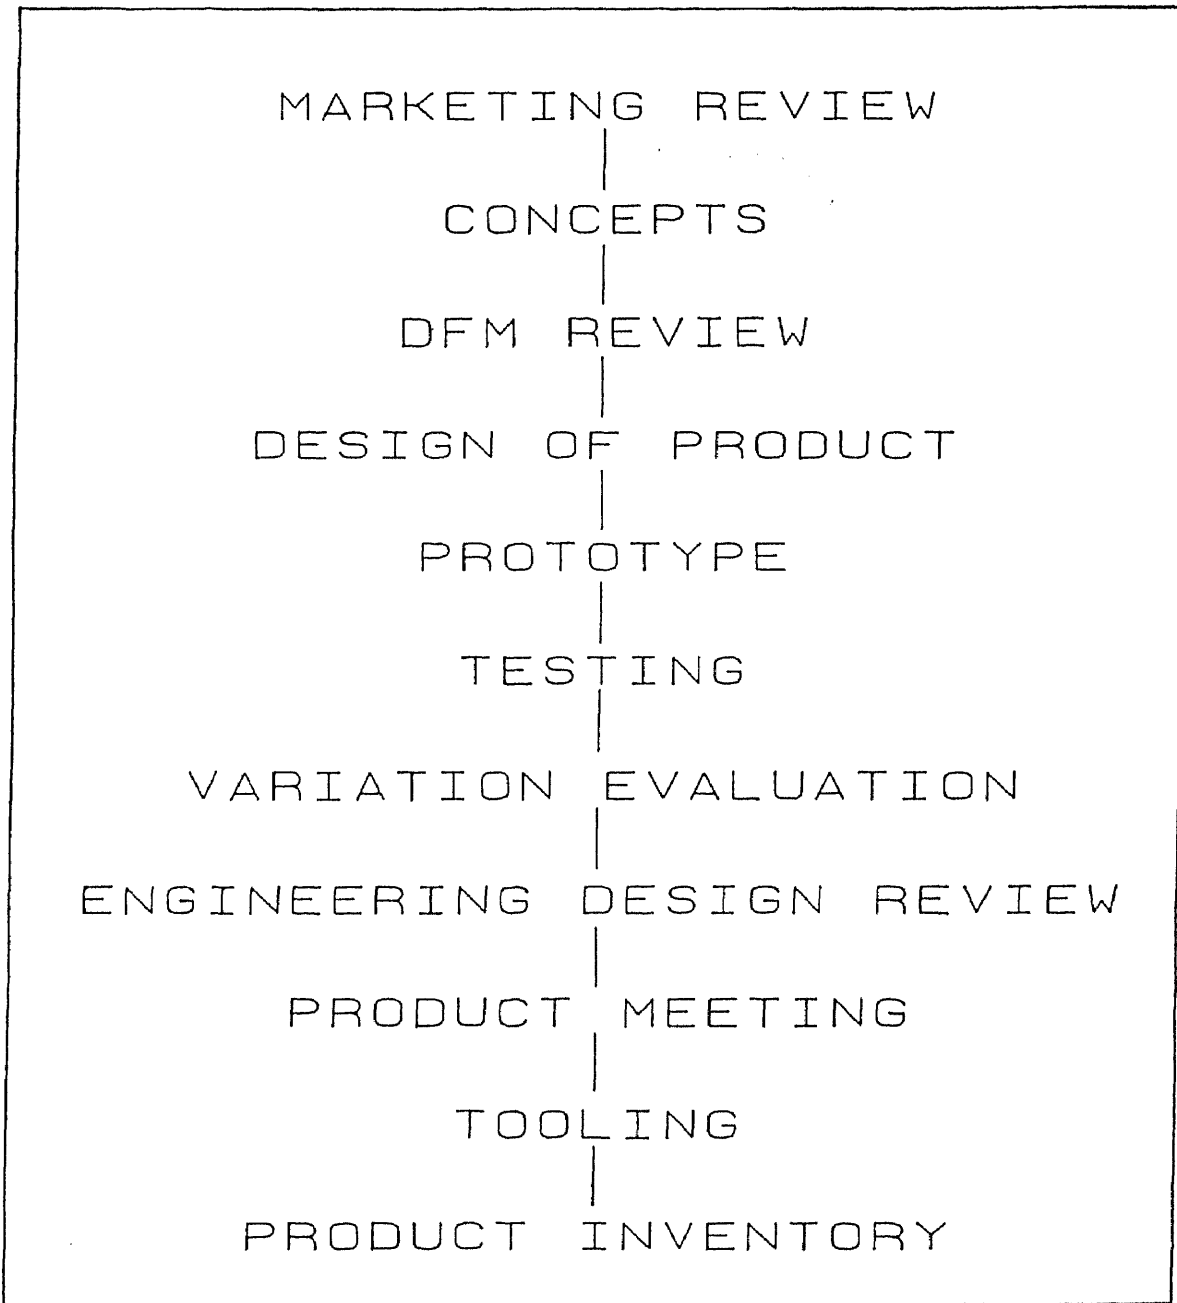 MARKETING REVIEW
CONCEPTS
DFM REVIEW
DESIGN OF PRODUCT
PROTOTYPE
TESTING
VARIATION EVALUATION
ENGINEERING DESIGN REVIEW
PRODUCT MEETING
TOOLING
PRODUCT INVENTORY